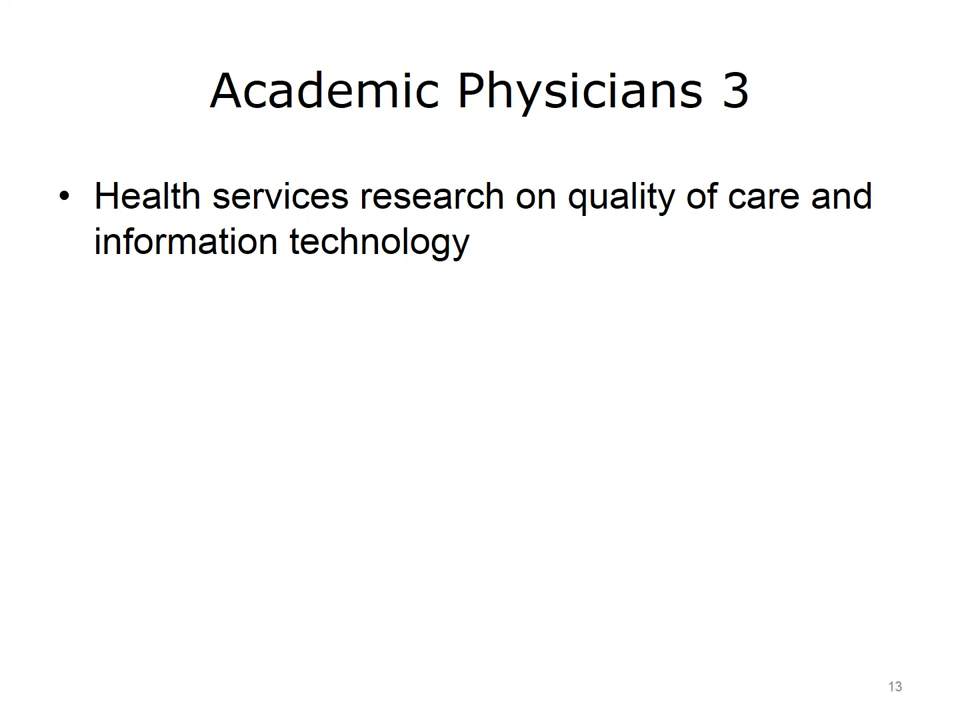 Academic Physicians 3
• Health services research on quality of care and
information technology
13